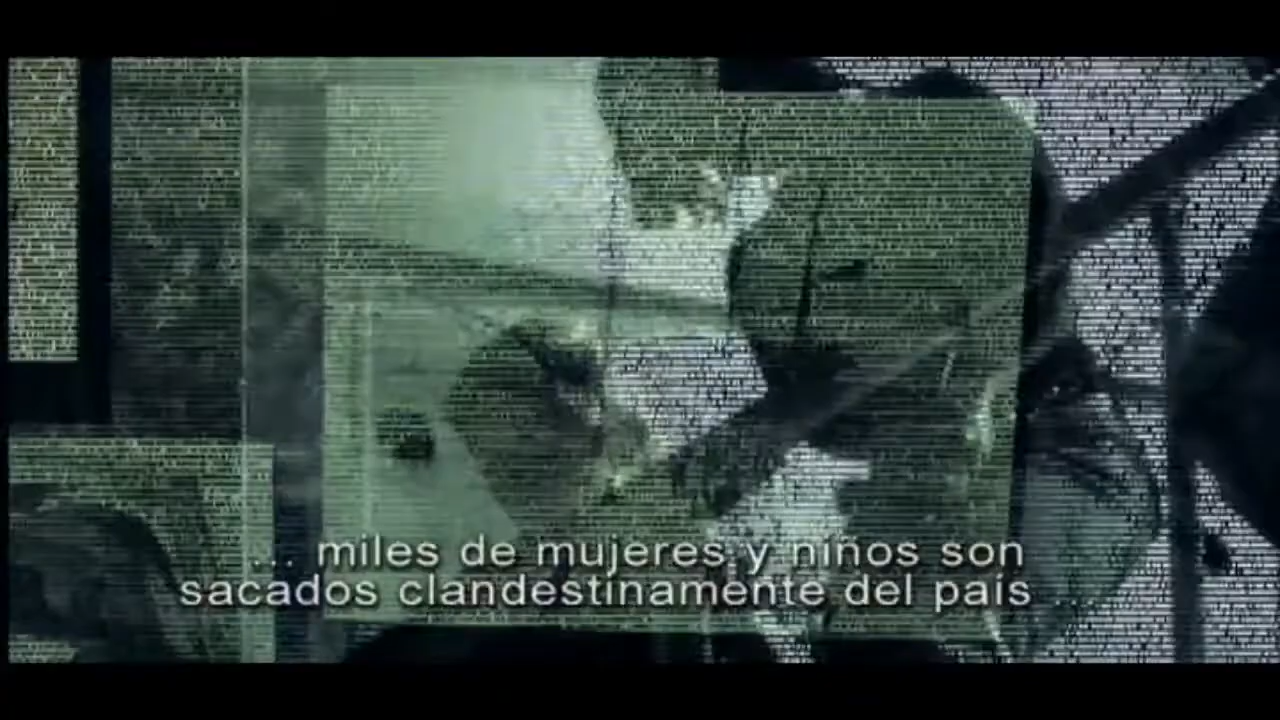 ... miles de mujeres y niños son
sacados clandestinamente del país